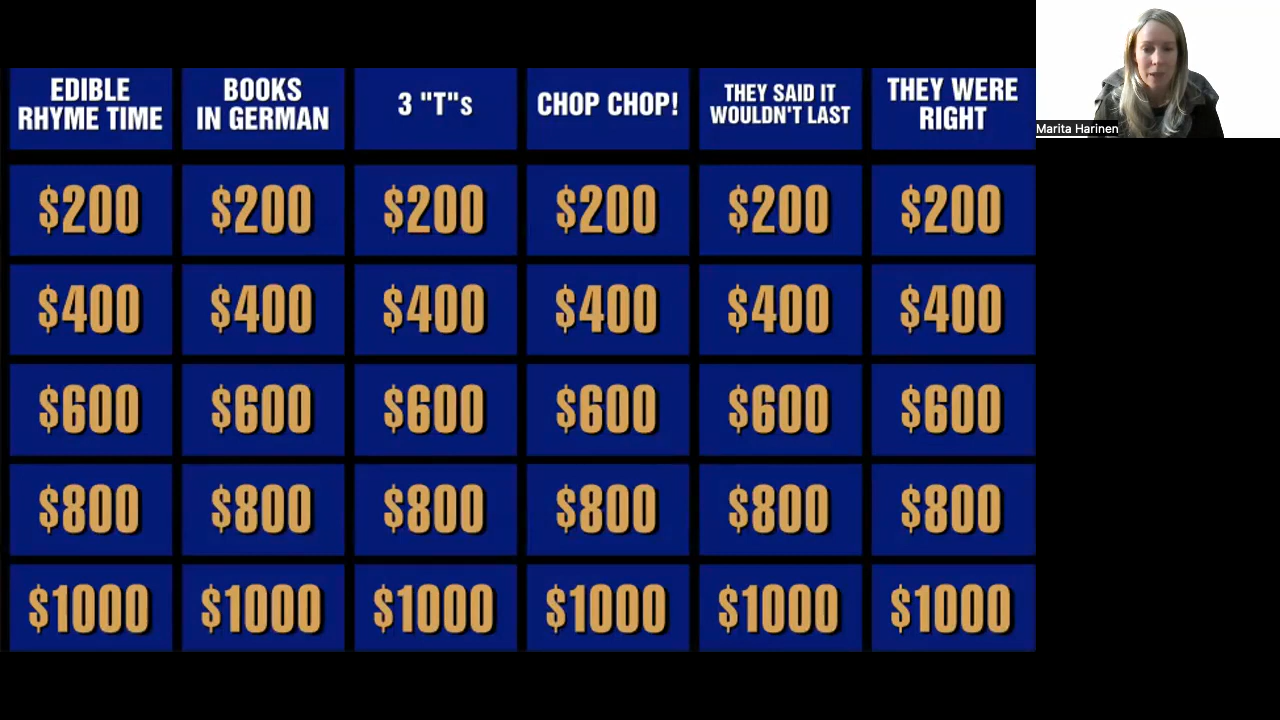 EDIBLE
RHYME TIME
BOOKS
IN GERMAN
3 "T"s
CHOP CHOP!
THEY SAID IT
WOULDN'T LAST
THEY WERE
RIGHT
Marita Harinen
$200 $200 $200 $200 $200 $200
$400 $400 $400 $400 $400 $400
$600 $600 $600 $600 $600 $600
$800 $800 $800 $800 $800 $800
$1000 $1000 $1000 $1000 $1000 $1000